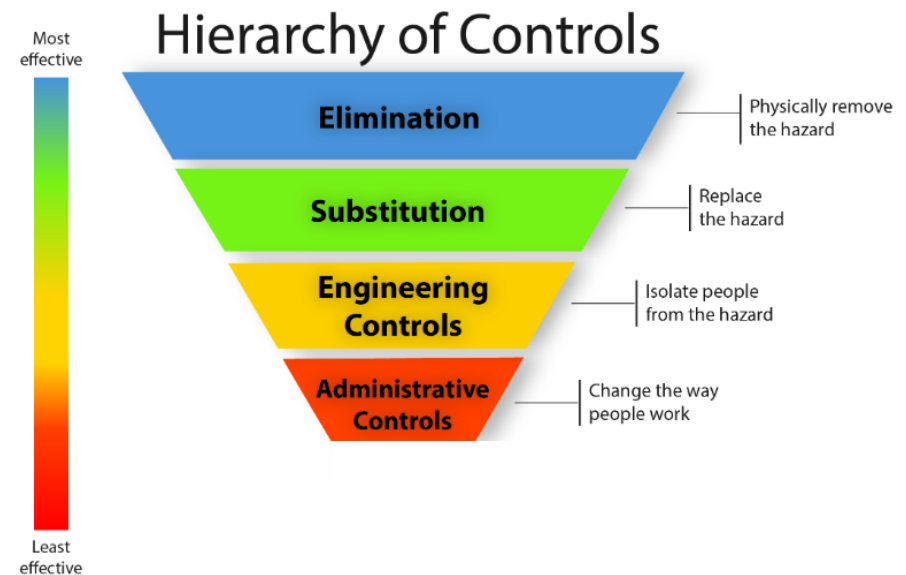 Hierarchy of Controls
Most
effective
Elimination
Physically remove
the hazard
Substitution
Replace
the hazard
Engineering
Controls
Isolate people
from the hazard
Administrative
Controls
Change the way
people work
Least
effective